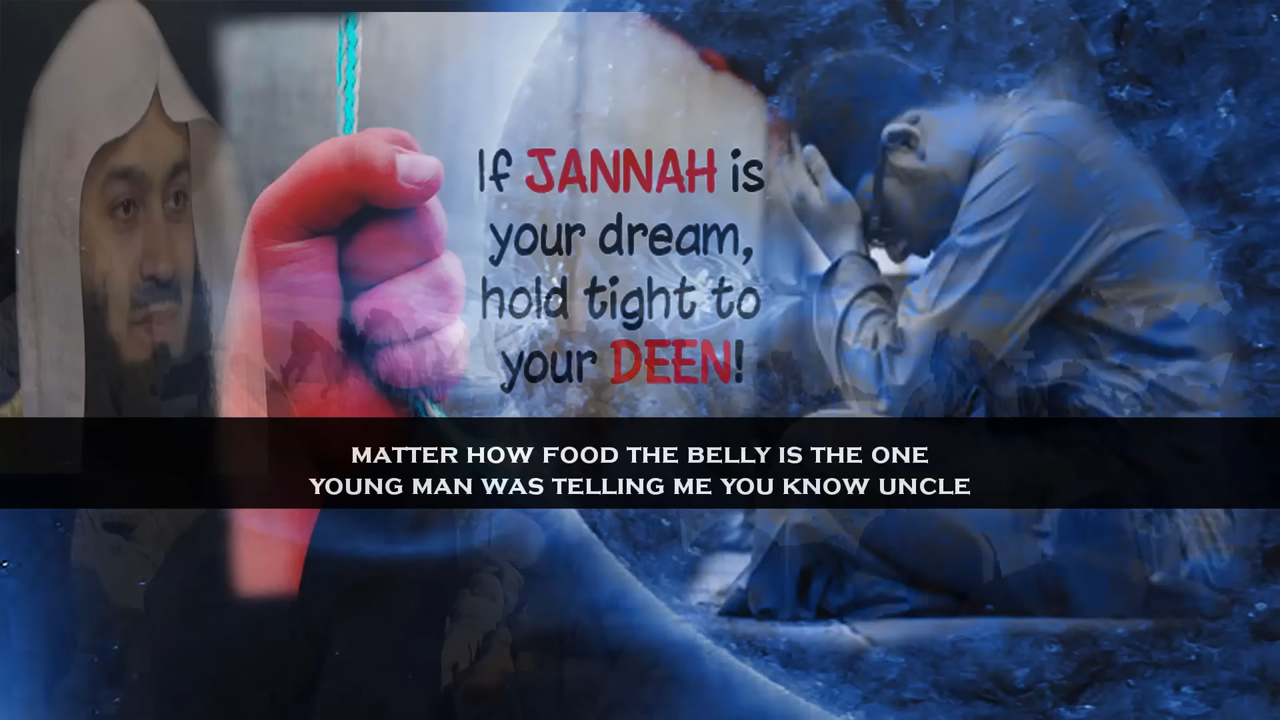 If JANNAH is
your dream,
hold tight to
your DEEN!
MATTER HOW FOOD THE BELLY IS THE ONE
YOUNG MAN WAS TELLING ME YOU KNOW UNCLE